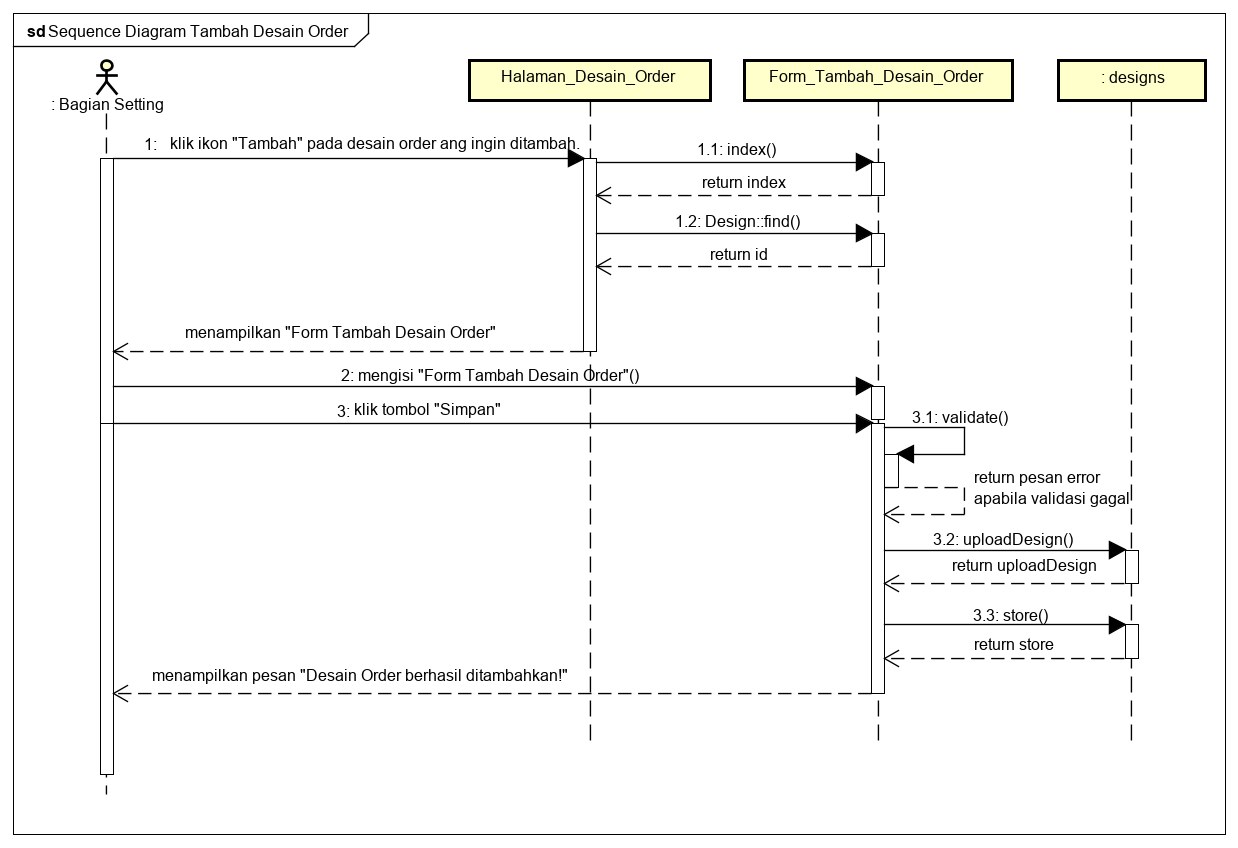 sd Sequence Diagram Tambah Desain Order
: Bagian Setting
Halaman_Desain_Order
Form_Tambah_Desain_Order
: designs
1: klik ikon "Tambah" pada desain order ang ingin ditambah.
1.1: index()
return index
1.2: Design::find()
return id
menampilkan "Form Tambah Desain Order"
2: mengisi "Form Tambah Desain Order"()
3: klik tombol "Simpan"
3.1: validate()
return pesan error
apabila validasi gagal
3.2: uploadDesign()
return uploadDesign
3.3: store()
return store
menampilkan pesan "Desain Order berhasil ditambahkan!"